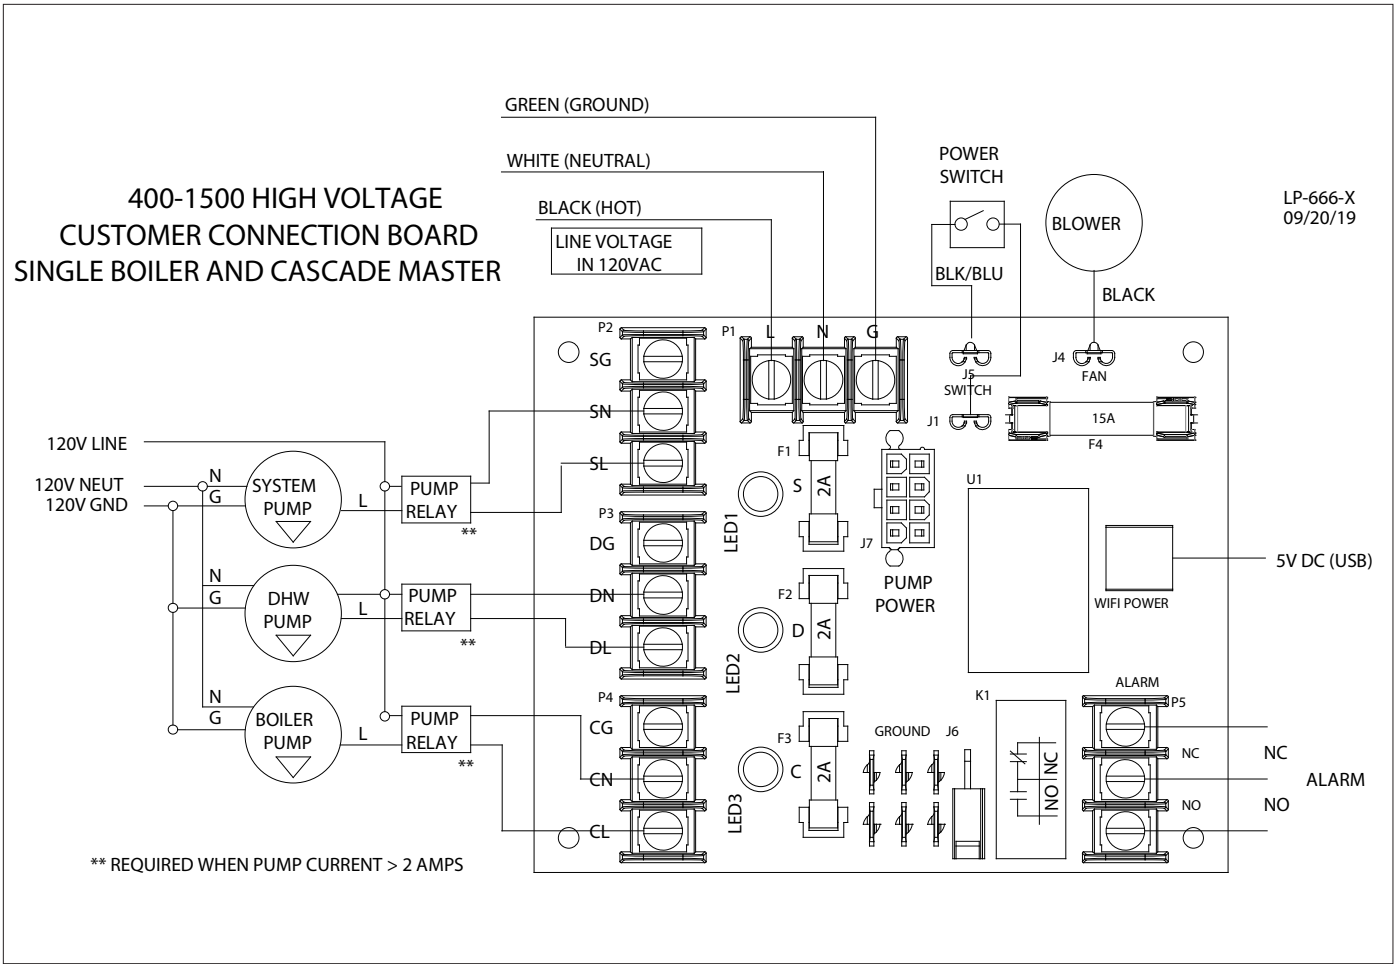 GREEN (GROUND)
WHITE (NEUTRAL)
BLACK (HOT)
LINE VOLTAGE
IN 120VAC
400-1500 HIGH VOLTAGE
CUSTOMER CONNECTION BOARD
SINGLE BOILER AND CASCADE MASTER
POWER
SWITCH
BLK/BLU
BLOWER
BLACK
LP-666-X
09/20/19
P2
SG
SN
SL
P1
L
N
G
J5
SWITCH
J4
FAN
J1
15A
F4
120V LINE
120V NEUT
120V GND
N
G
SYSTEM
PUMP
L
PUMP
RELAY
**
P3
DG
DN
DL
N
G
DHW
PUMP
L
PUMP
RELAY
**
P4
CG
CN
CL
N
G
BOILER
PUMP
L
PUMP
RELAY
**
LED1
F1
S
2A
LED2
F2
D
2A
LED3
F3
C
2A
J7
PUMP
POWER
U1
WIFI POWER
5V DC (USB)
GROUND
J6
K1
NC
NO
ALARM
P5
NC
NO
NC
ALARM
NO
** REQUIRED WHEN PUMP CURRENT > 2 AMPS